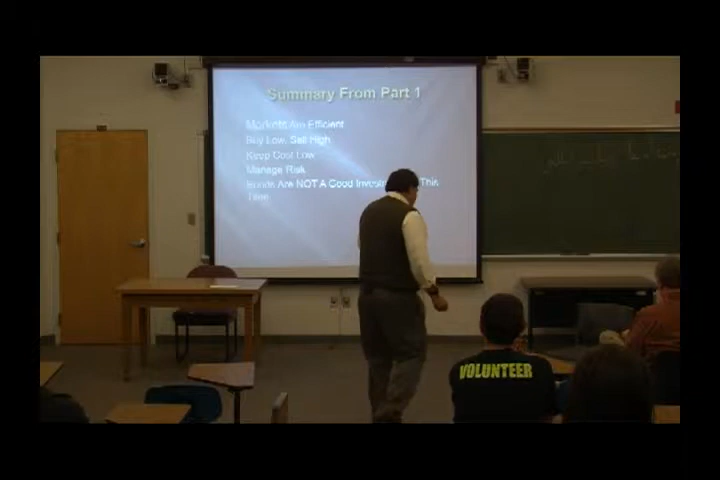 Summary From Part 1
Markets Are Efficient
Buy Low, Sell High
Keep Cost Low
Manage Risk
Bonds Are NOT A Good This
Time
VOLUNTEER